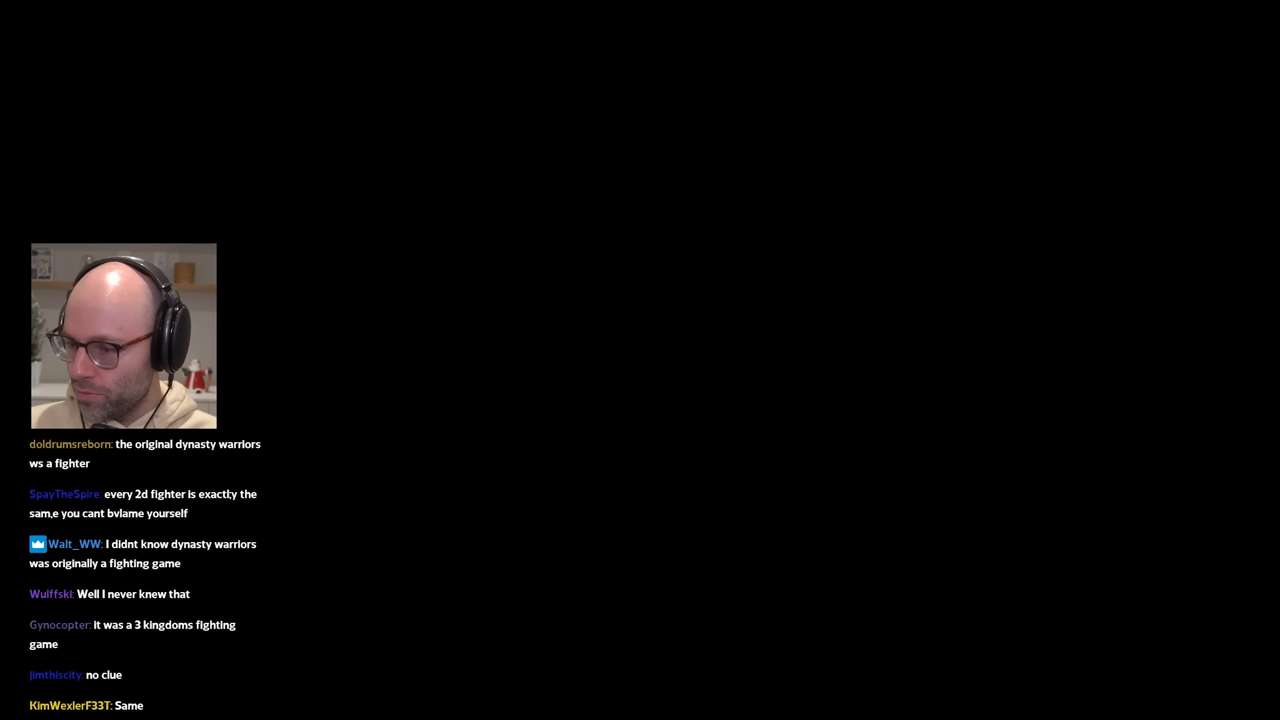 doldrumsreborn: the original dynasty warriors
ws a fighter
SpayTheSpire: every 2d fighter is exactl;y the
sam,e you cant bvlame yourself
Walt_WW: I didnt know dynasty warriors
was originally a fighting game
Wulffski: Well I never knew that
Gynocopter: it was a 3 kingdoms fighting
game
jimthiscity: no clue
KimWexlerF33T: Same